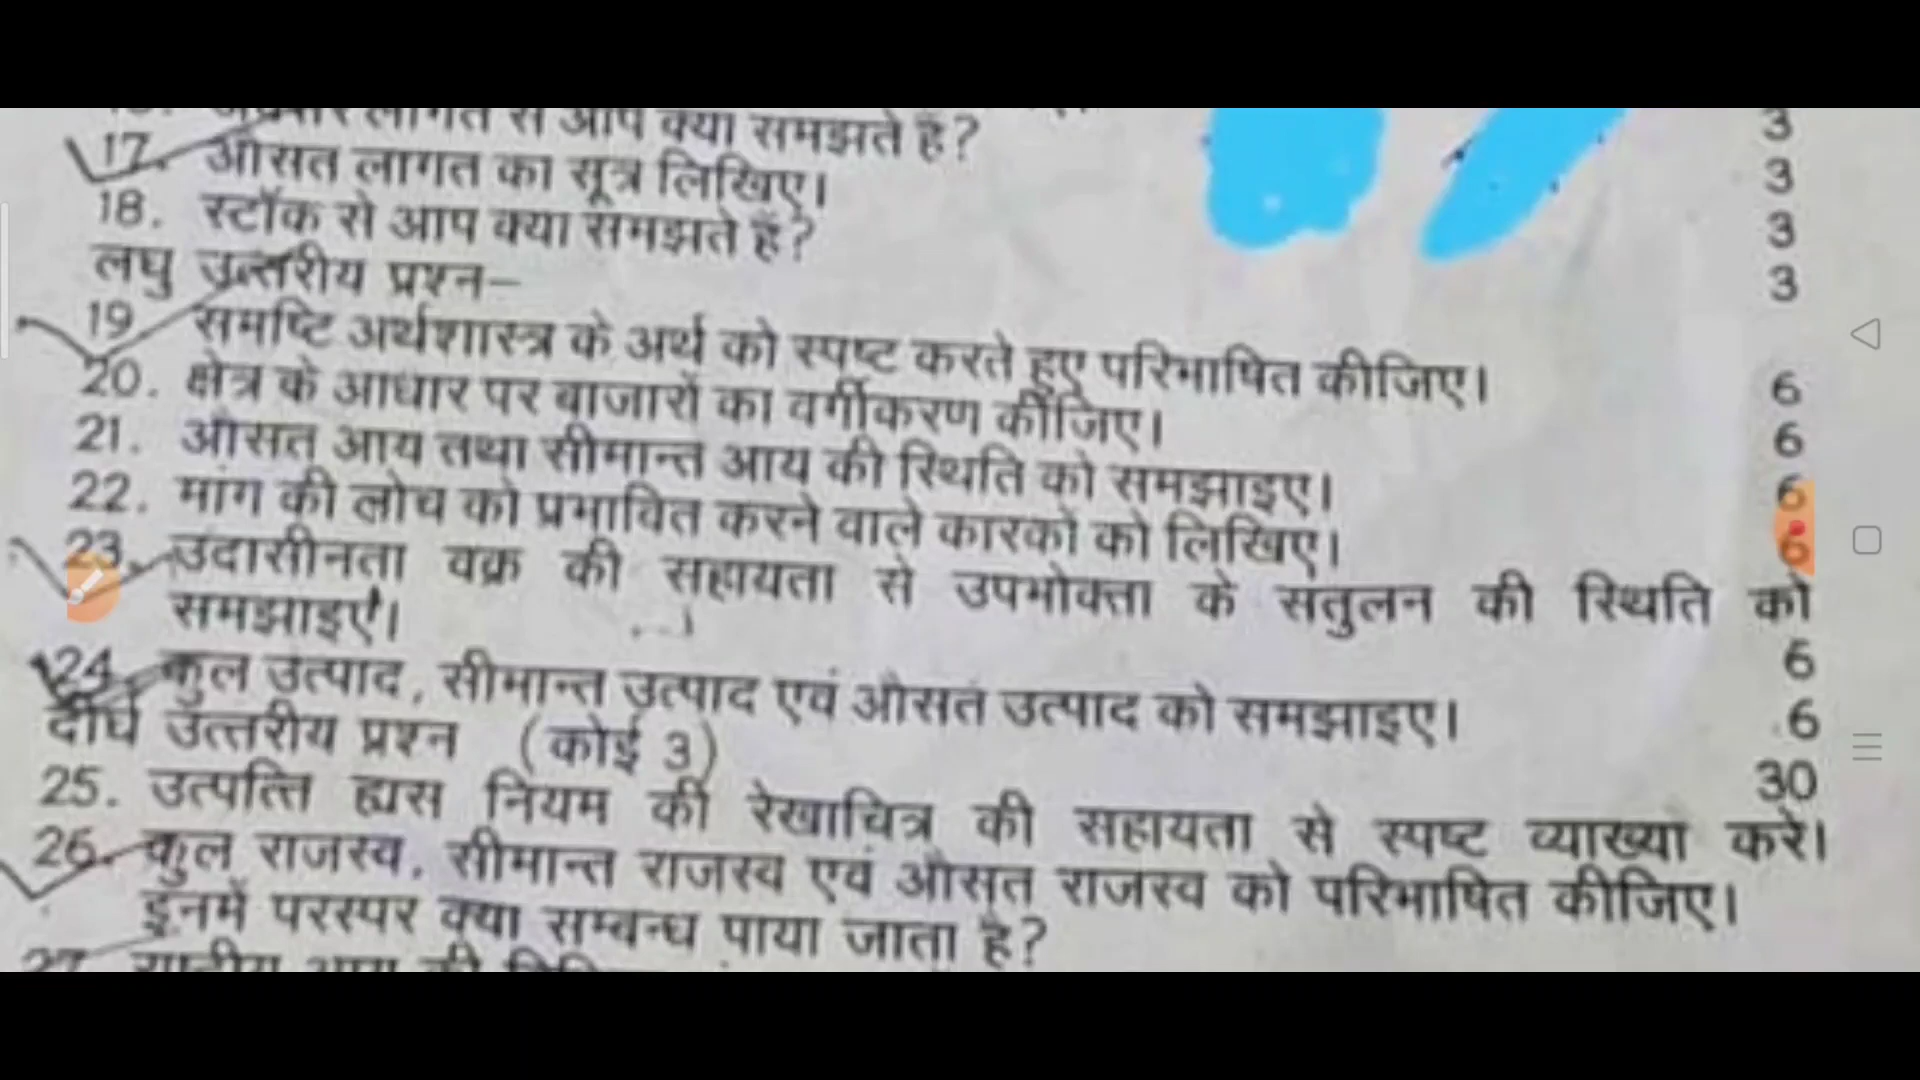 लागत से आप क्या समझते है? 3
17. औसत लागत का सूत्र लिखिए। 3
18. स्टॉक से आप क्या समझते हैं? 3
लघु उत्तरीय प्रश्न– 3
19 समष्टि अर्थशास्त्र के अर्थ को स्पष्ट करते हुए परिभाषित कीजिए। 6
20. क्षेत्र के आधार पर बाजारों का वर्गीकरण कीजिए। 6
21. औसत आय तथा सीमान्त आय की स्थिति को समझाइए। 6
22. मांग की लोच को प्रभावित करने वाले कारकों को लिखिए। 6
23. उदासीनता वक्र की सहायता से उपभोक्ता के संतुलन की स्थिति को
समझाइए। 6
24 कुल उत्पाद, सीमान्त उत्पाद एवं औसत उत्पाद को समझाइए। 6
दीर्घ उत्तरीय प्रश्न (कोई 3) 30
25. उत्पत्ति ह्यस नियम की रेखाचित्र की सहायता से स्पष्ट व्याख्या करें।
26. कुल राजस्व, सीमान्त राजस्व एवं औसत राजस्व को परिभाषित कीजिए।
इनमें परस्पर क्या सम्बन्ध पाया जाता है?